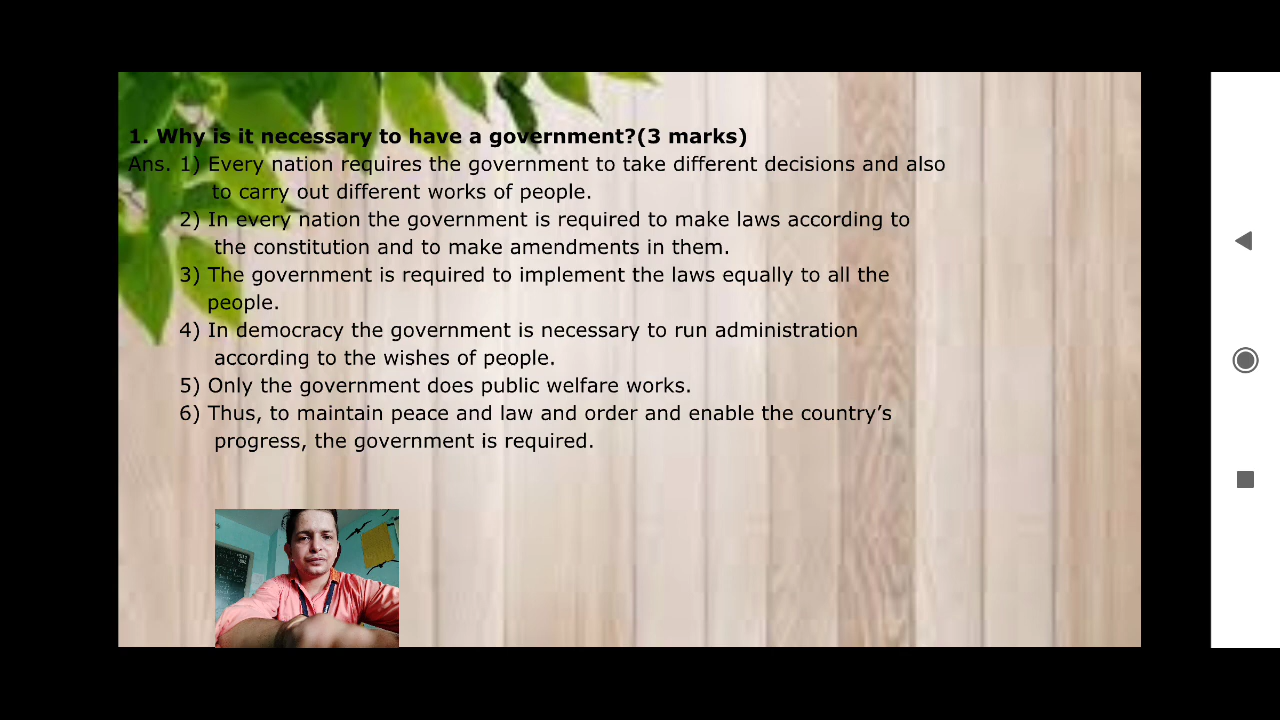 1. Why is it necessary to have a government?(3 marks)
Ans. 1) Every nation requires the government to take different decisions and also
to carry out different works of people.
2) In every nation the government is required to make laws according to
the constitution and to make amendments in them.
3) The government is required to implement the laws equally to all the
people.
4) In democracy the government is necessary to run administration
according to the wishes of people.
5) Only the government does public welfare works.
6) Thus, to maintain peace and law and order and enable the country’s
progress, the government is required.